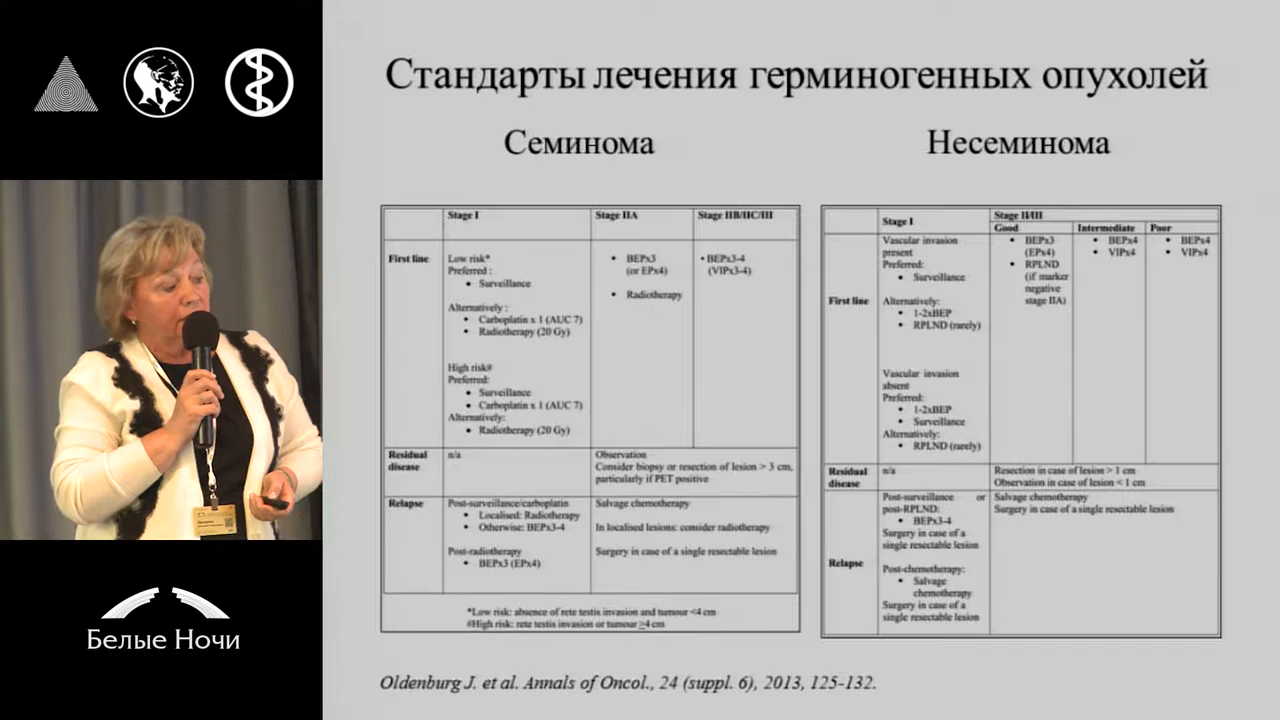 Стандарты лечения герминогенных опухолей
Семинома
Stage I
Stage IIA
Stage IIB/IIC/III
First line
Low risk*
Preferred :
• Surveillance
Alternatively :
• Carboplatin x 1 (AUC 7)
• Radiotherapy (20 Gy)
High risk#
Preferred:
• Surveillance
• Carboplatin x 1 (AUC 7)
Alternatively:
• Radiotherapy (20 Gy)
• BEPx3
(or EPx4)
• Radiotherapy
• BEPx3-4
(VIPx3-4)
Residual
disease
n/a
Observation
Consider biopsy or resection of lesion > 3 cm,
particularly if PET positive
Relapse
Post-surveillance/carboplatin
• Localised: Radiotherapy
• Otherwise: BEPx3-4
Post-radiotherapy
• BEPx3 (EPx4)
Salvage chemotherapy
In localised lesions: consider radiotherapy
Surgery in case of a single resectable lesion
*Low risk: absence of rete testis invasion and tumour <4 cm
#High risk: rete testis invasion or tumour ≥4 cm
Несеминома
Stage I
Stage II/III
Good
Intermediate
Poor
First line
Vascular invasion
present
Preferred:
• Surveillance
Alternatively:
• 1-2xBEP
• RPLND (rarely)
Vascular invasion
absent
Preferred:
• 1-2xBEP
• Surveillance
Alternatively:
• RPLND (rarely)
• BEPx3
(EPx4)
• RPLND
(if marker
negative
stage IIA)
• BEPx4
• VIPx4
• BEPx4
• VIPx4
Residual
disease
n/a
Resection in case of lesion > 1 cm
Observation in case of lesion < 1 cm
Relapse
Post-surveillance or
post-RPLND:
• BEPx3-4
Surgery in case of a
single resectable lesion
Post-chemotherapy:
• Salvage
chemotherapy
Surgery in case of a
single resectable lesion
Salvage chemotherapy
Surgery in case of a single resectable lesion
Oldenburg J. et al. Annals of Oncol., 24 (suppl. 6), 2013, 125-132.
Белые Ночи